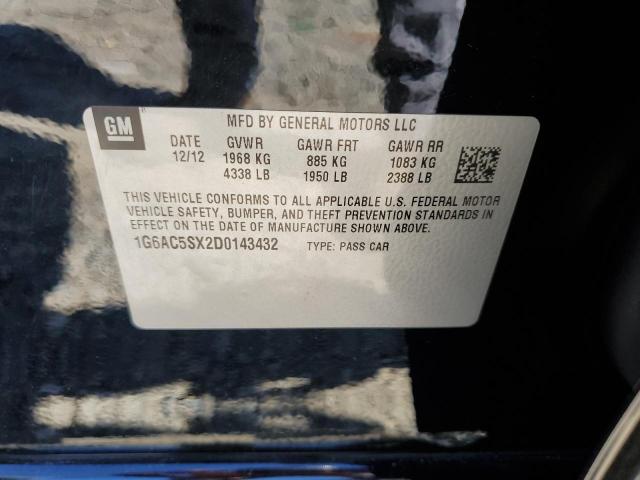 GM
MFD BY GENERAL MOTORS LLC
DATE GVWR GAWR FRT GAWR RR
12/12 1968 KG 885 KG 1083 KG
4338 LB 1950 LB 2388 LB
THIS VEHICLE CONFORMS TO ALL APPLICABLE U.S. FEDERAL MOTOR
VEHICLE SAFETY, BUMPER, AND THEFT PREVENTION STANDARDS IN
EFFECT ON THE DATE OF MANUFACTURE SHOWN ABOVE.
1G6AC5SX2D0143432 TYPE: PASS CAR